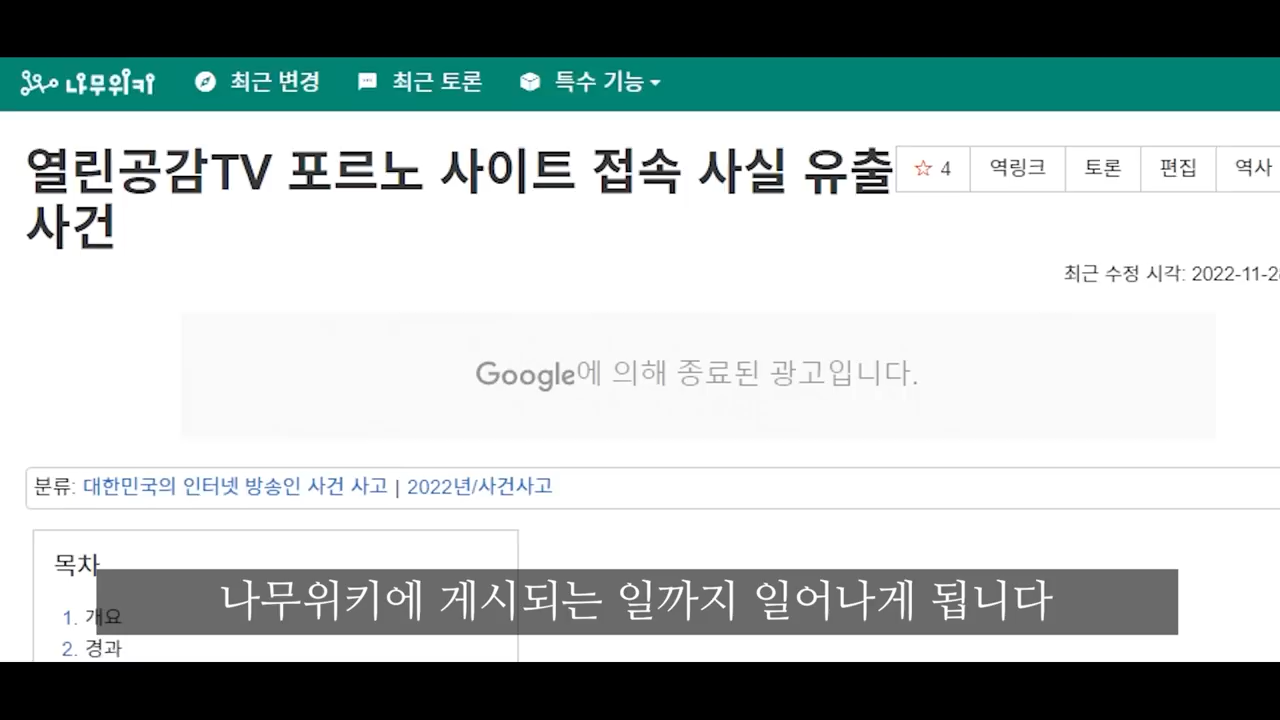 나무위키 최근 변경 최근 토론 특수 기능
열린공감TV 포르노 사이트 접속 사실 유출
사건
☆ 4 역링크 토론 편집 역사
최근 수정 시각: 2022-11-28
Google에 의해 종료된 광고입니다.
분류: 대한민국의 인터넷 방송인 사건 사고 | 2022년/사건사고
목차
1. 개요
나무위키에 게시되는 일까지 일어나게 됩니다
2. 경과